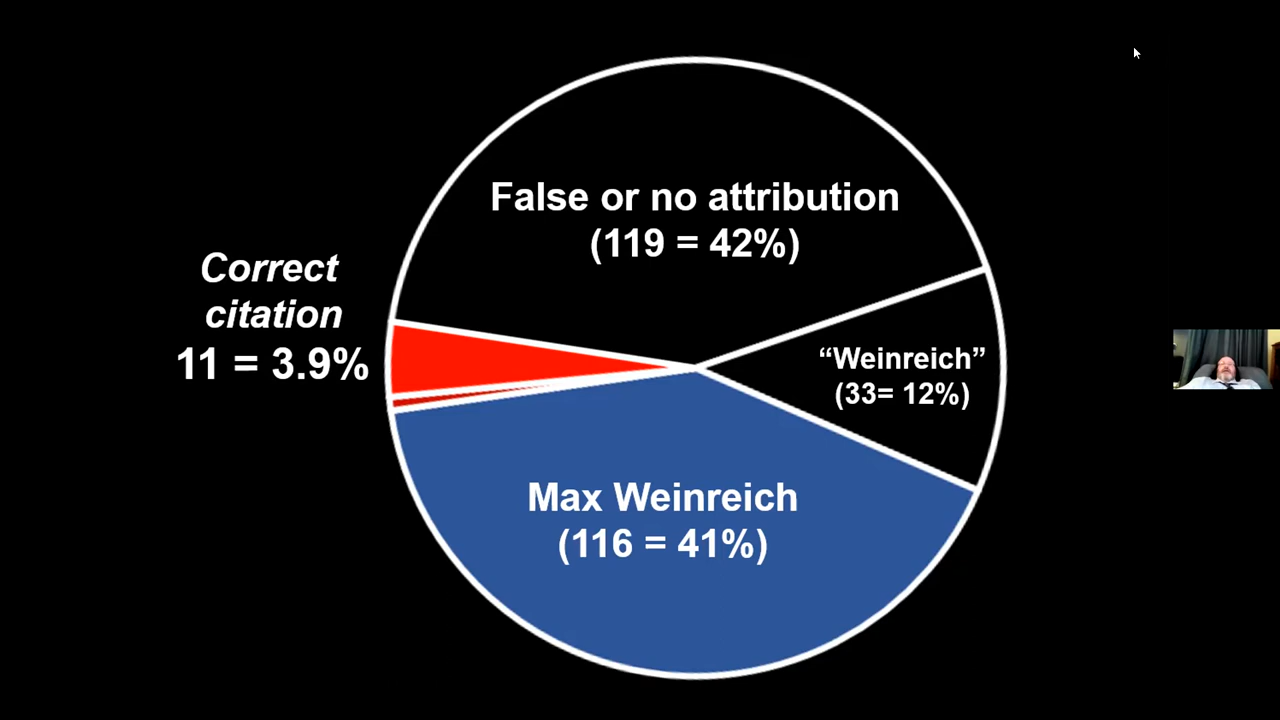 False or no attribution
(119 = 42%)
Correct
citation
11 = 3.9%
“Weinreich”
(33= 12%)
Max Weinreich
(116 = 41%)